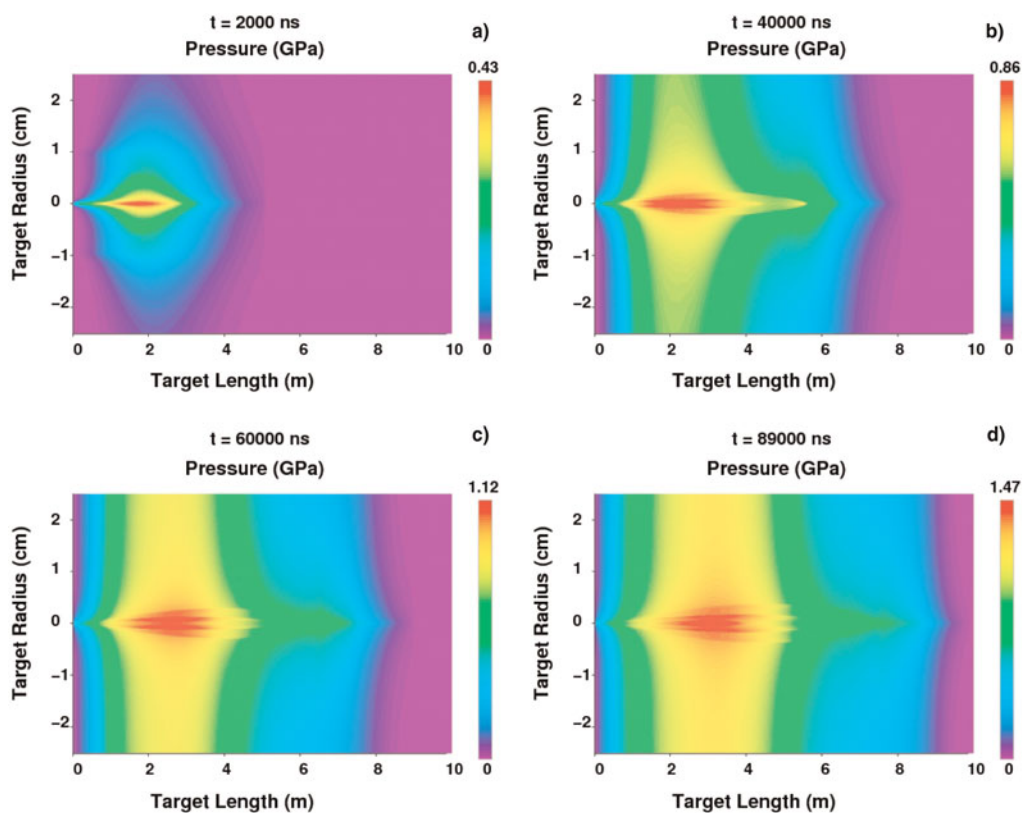 t = 2000 ns
a)
Pressure (GPa)
0.43
2
1
0
−1
−2
Target Radius (cm)
0
0 2 4 6 8 10
Target Length (m)
t = 40000 ns
b)
Pressure (GPa)
0.86
2
1
0
−1
−2
Target Radius (cm)
0
0 2 4 6 8 10
Target Length (m)
t = 60000 ns
c)
Pressure (GPa)
1.12
2
1
0
−1
−2
Target Radius (cm)
0
0 2 4 6 8 10
Target Length (m)
t = 89000 ns
d)
Pressure (GPa)
1.47
2
1
0
−1
−2
Target Radius (cm)
0
0 2 4 6 8 10
Target Length (m)